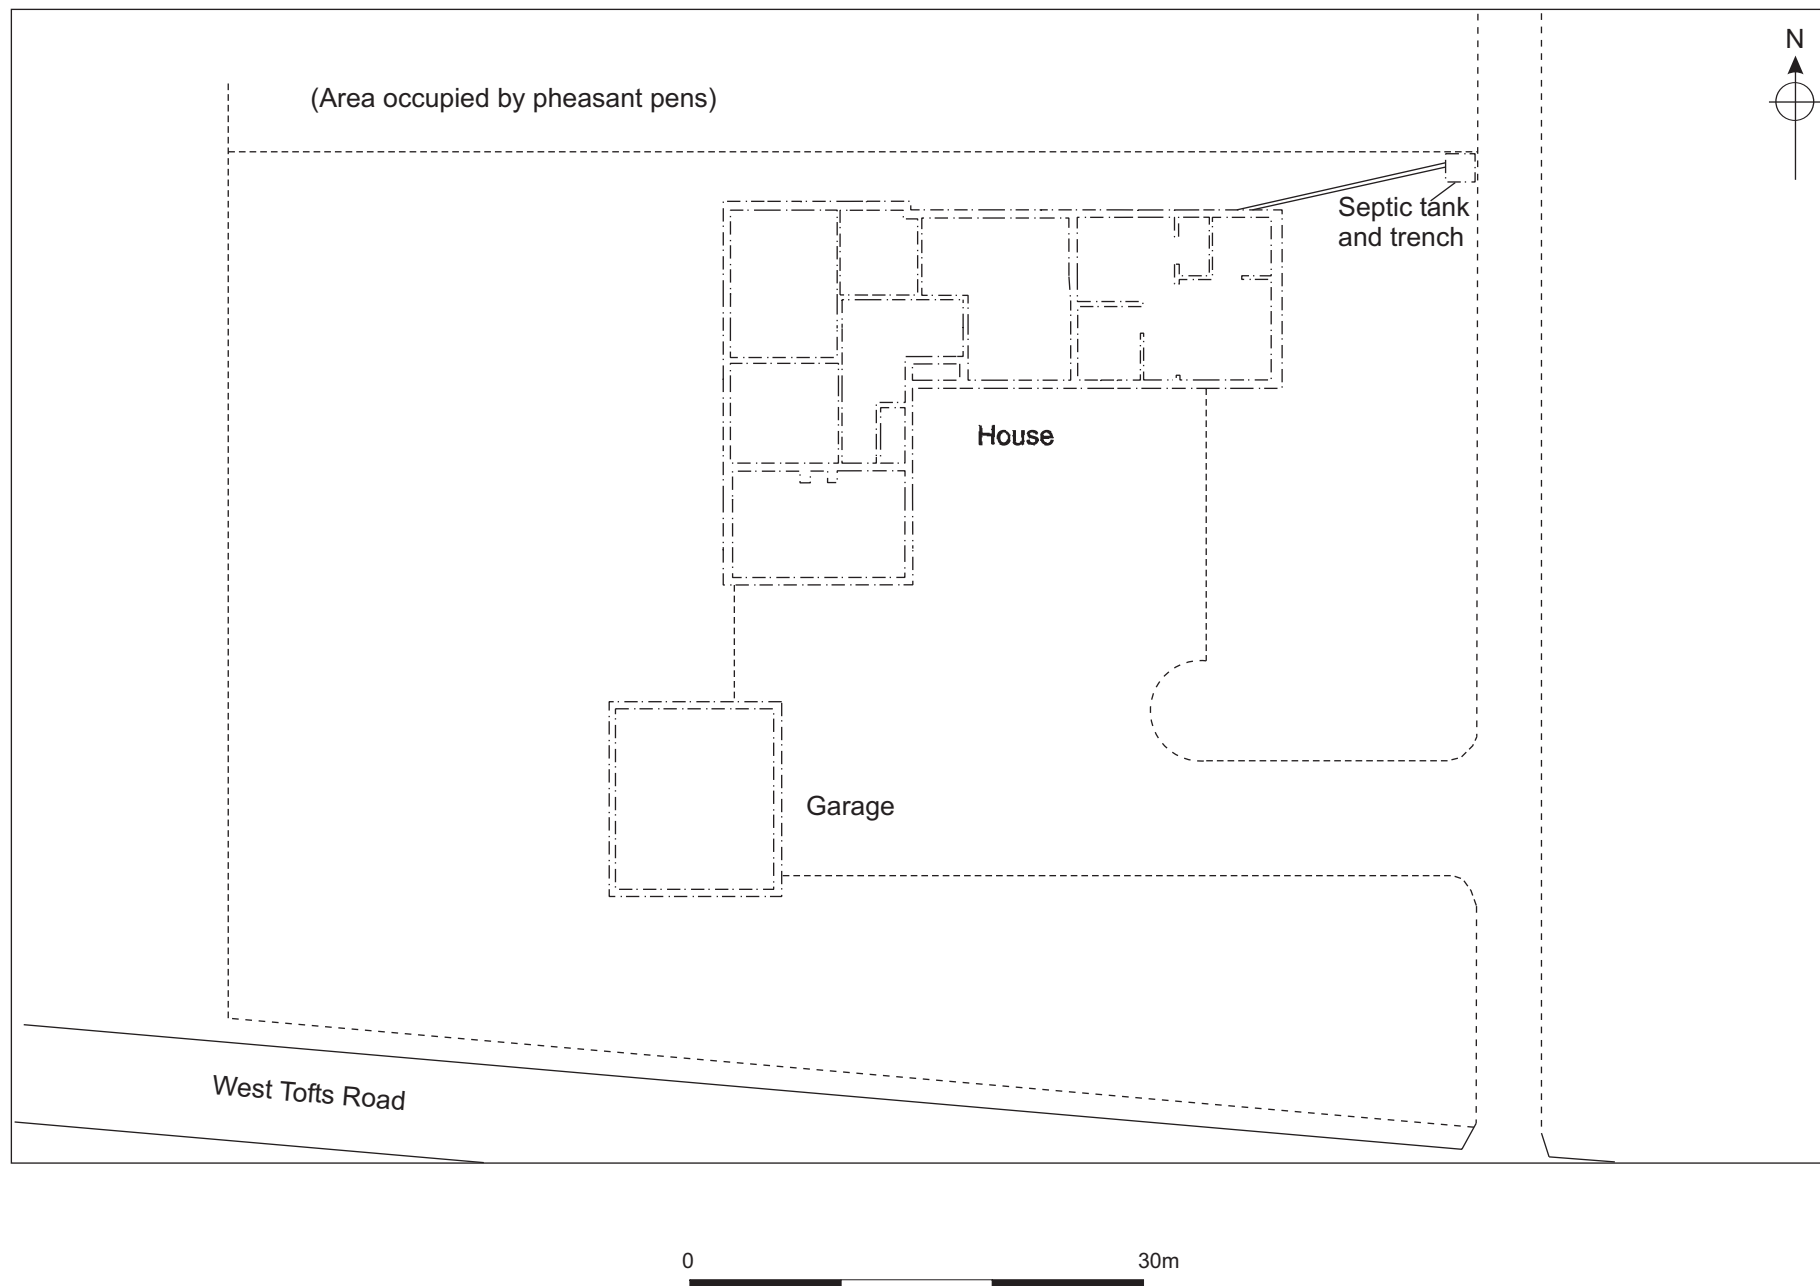 N
(Area occupied by pheasant pens)
Septic tank
and trench
House
Garage
West Tofts Road
0 30m